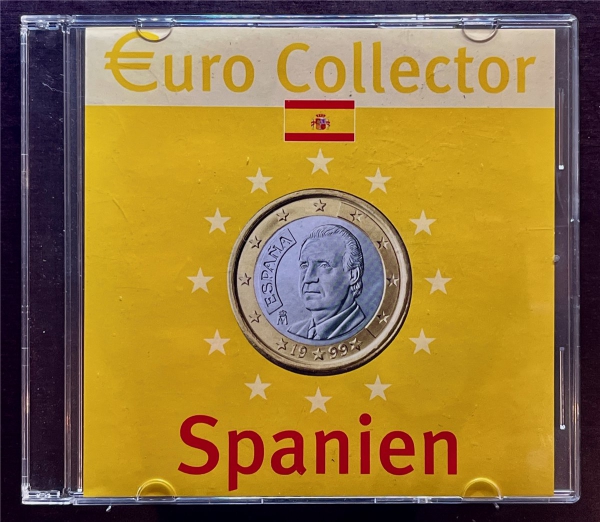 €uro Collector
ESPAÑA
M
1999
Spanien